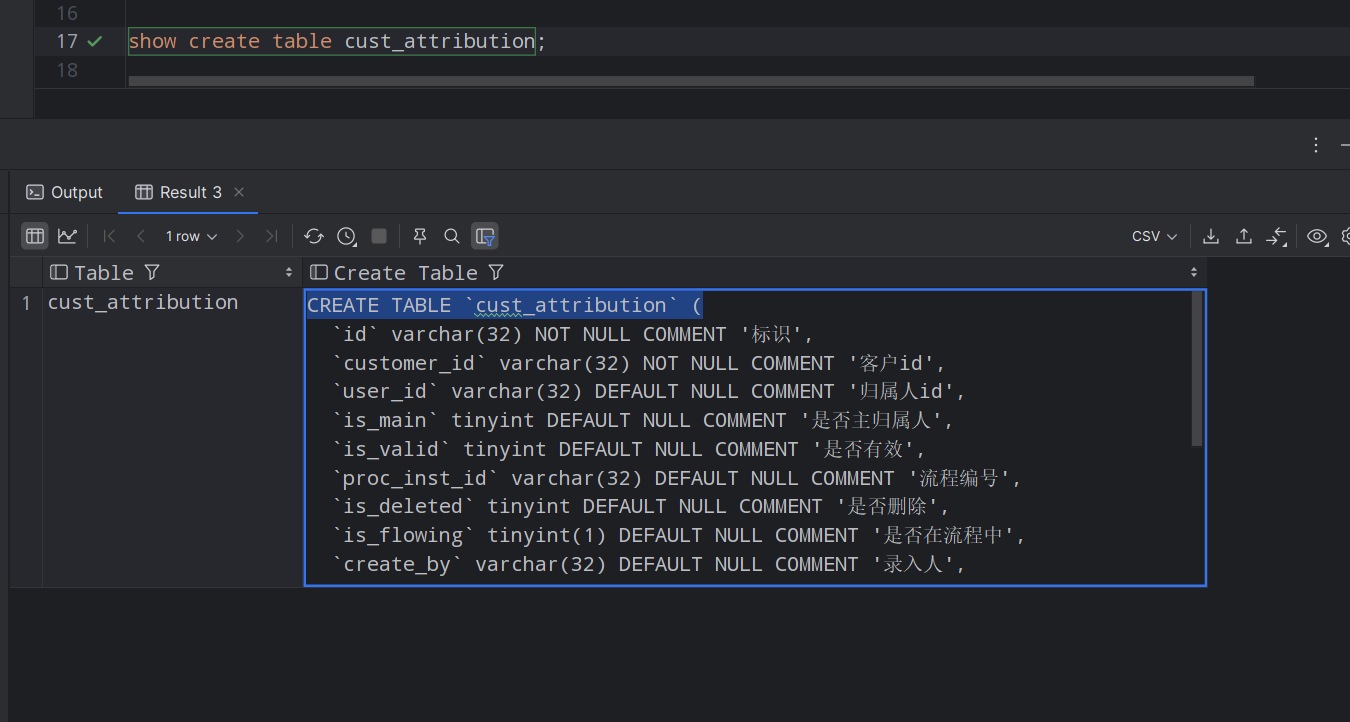 16
17 show create table cust_attribution;
18
Output Result 3
1 row CSV
Table Create Table
1 cust_attribution CREATE TABLE `cust_attribution` (
`id` varchar(32) NOT NULL COMMENT '标识',
`customer_id` varchar(32) NOT NULL COMMENT '客户id',
`user_id` varchar(32) DEFAULT NULL COMMENT '归属人id',
`is_main` tinyint DEFAULT NULL COMMENT '是否主归属人',
`is_valid` tinyint DEFAULT NULL COMMENT '是否有效',
`proc_inst_id` varchar(32) DEFAULT NULL COMMENT '流程编号',
`is_deleted` tinyint DEFAULT NULL COMMENT '是否删除',
`is_flowing` tinyint(1) DEFAULT NULL COMMENT '是否在流程中',
`create_by` varchar(32) DEFAULT NULL COMMENT '录入人',